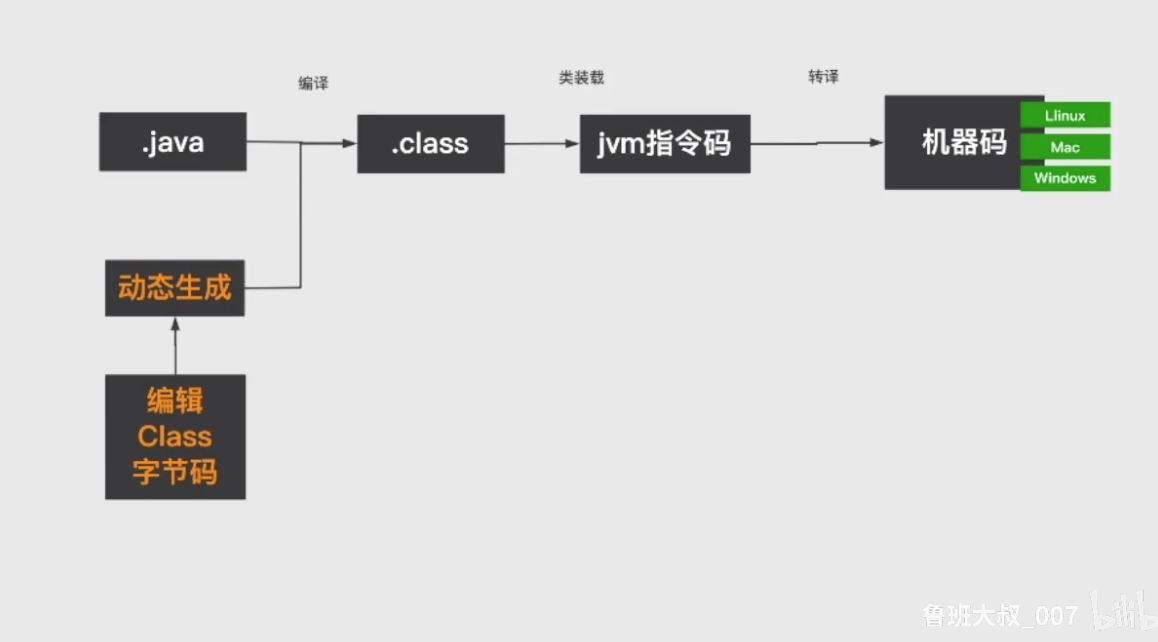 编译
类装载
转译
.java
.class
jvm指令码
机器码
Llinux
Mac
Windows
动态生成
编辑
Class
字节码
鲁班大叔_007
bilibili